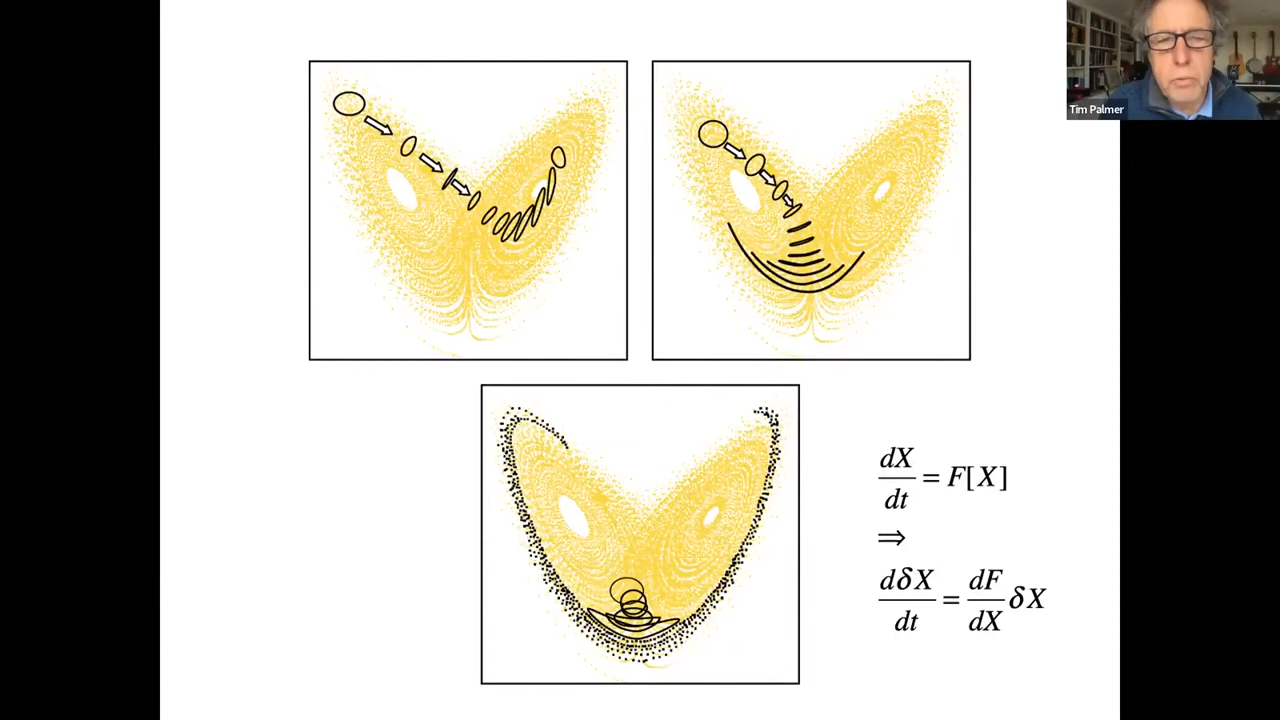 Tim Palmer
dX/dt = F[X]
⇒
dδX/dt = dF/dX δX